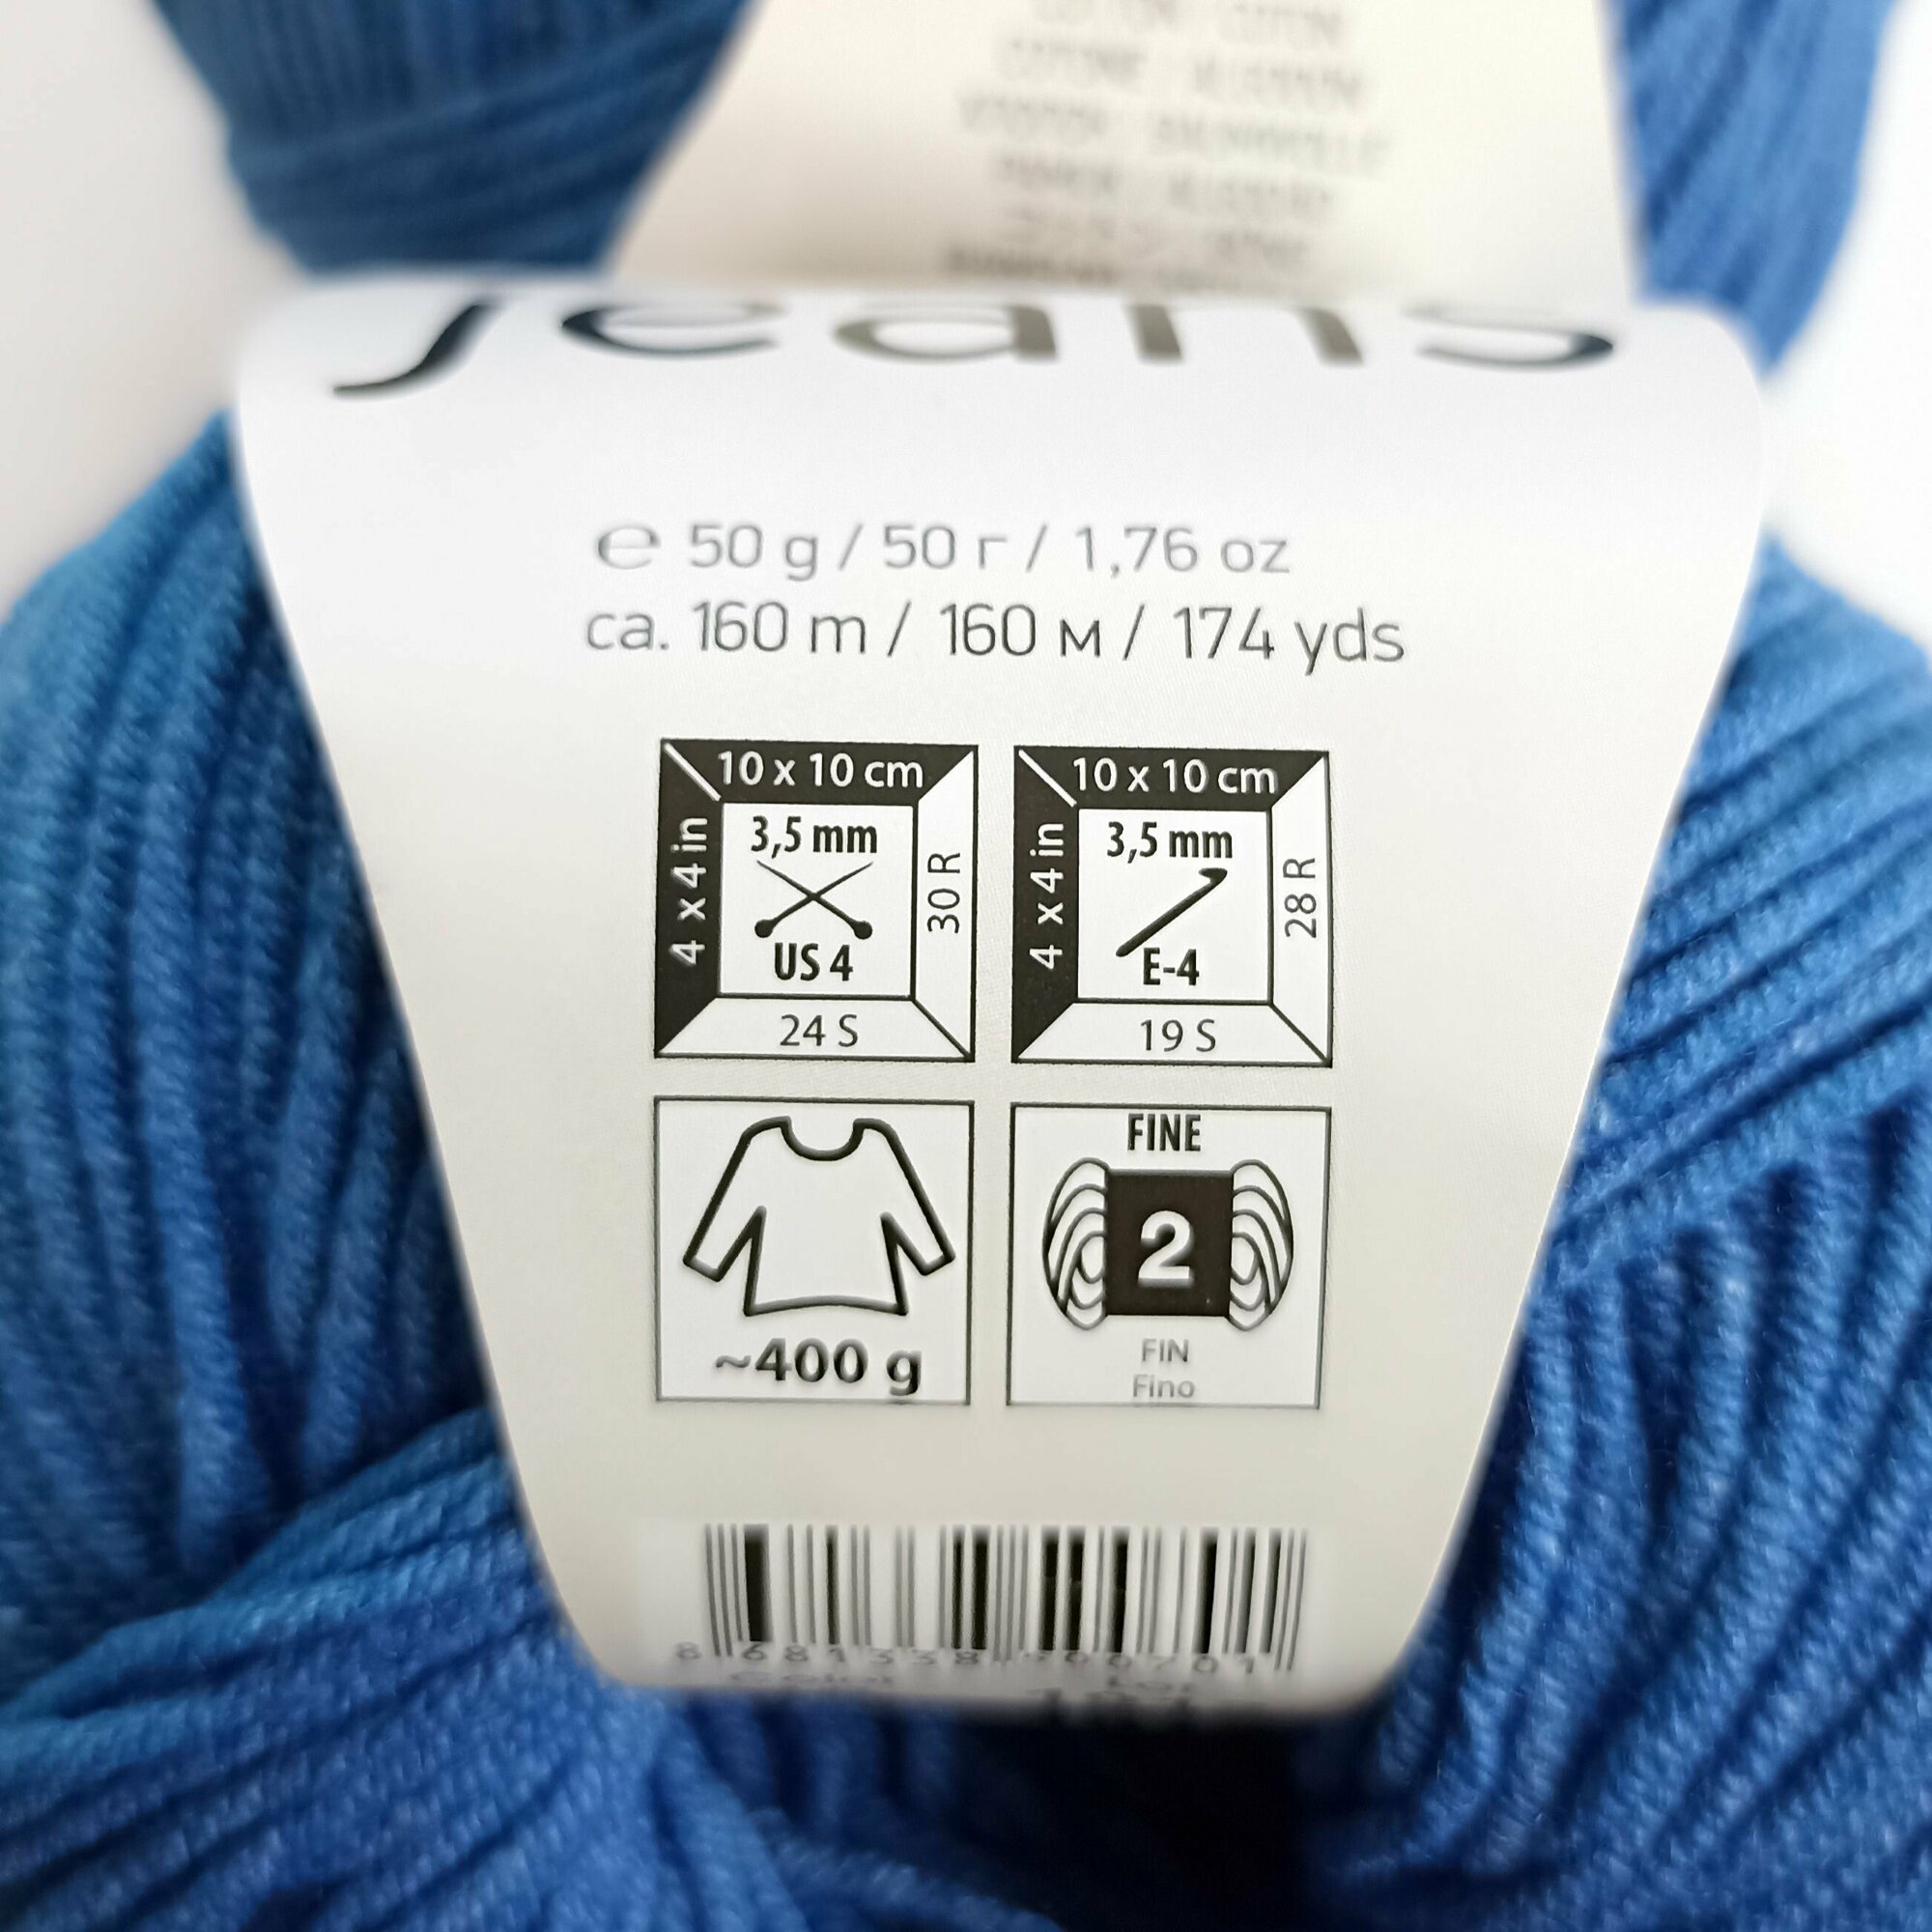 Jeans
℮ 50 g / 50 г / 1,76 oz
ca. 160 m / 160 м / 174 yds
10 x 10 cm
4 x 4 in
3,5 mm
US 4
30 R
24 S
10 x 10 cm
4 x 4 in
3,5 mm
E-4
28 R
19 S
~400 g
FINE
2
FIN
Fino
Color Lot